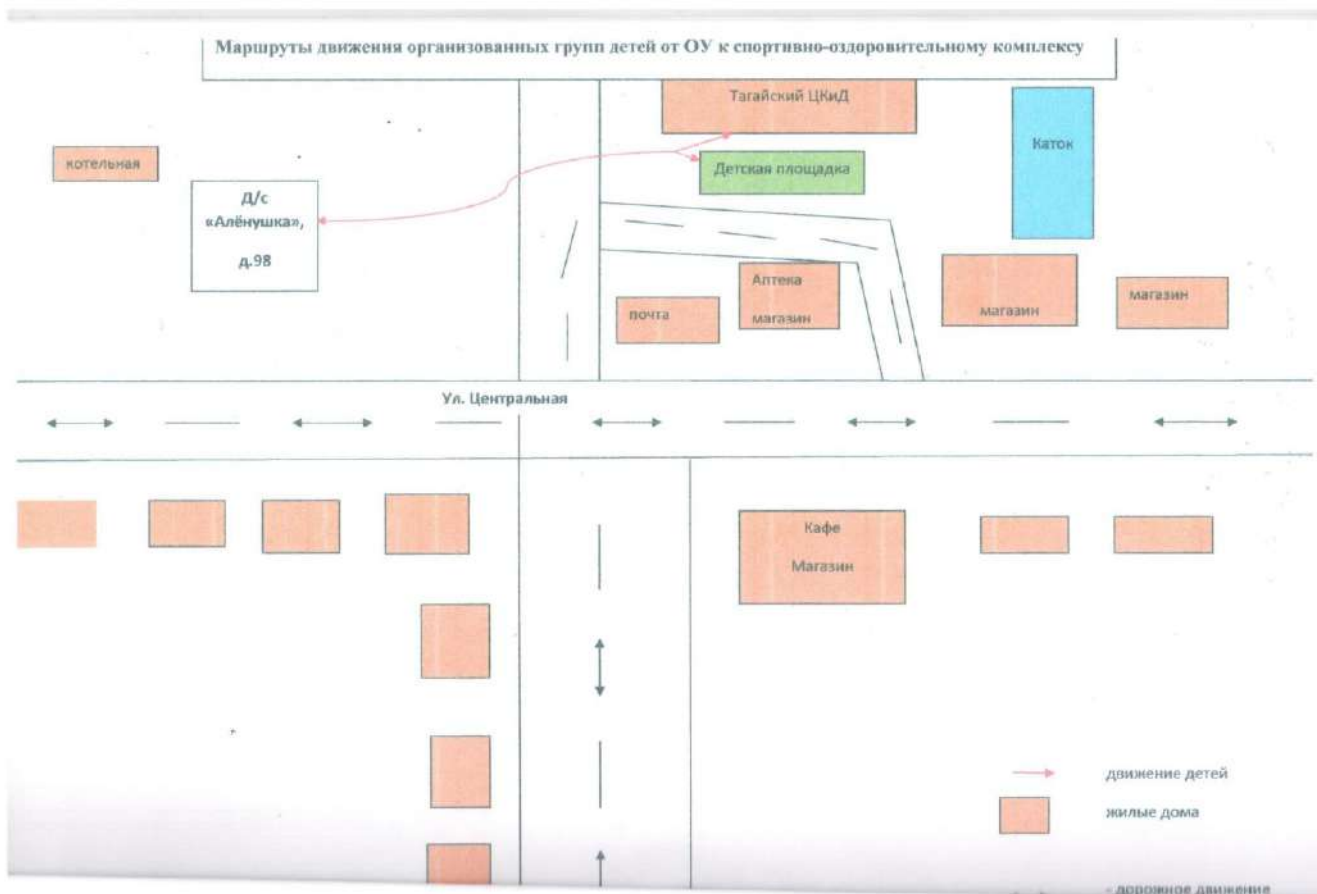 Маршруты движения организованных групп детей от ОУ к спортивно-оздоровительному комплексу
Тагайский ЦКиД
Каток
котельная
Детская площадка
Д/с
«Алёнушка»,
д.98
Аптека
магазин
почта
магазин
магазин
Ул. Центральная
Кафе
Магазин
движение детей
жилые дома
- дорожное движение